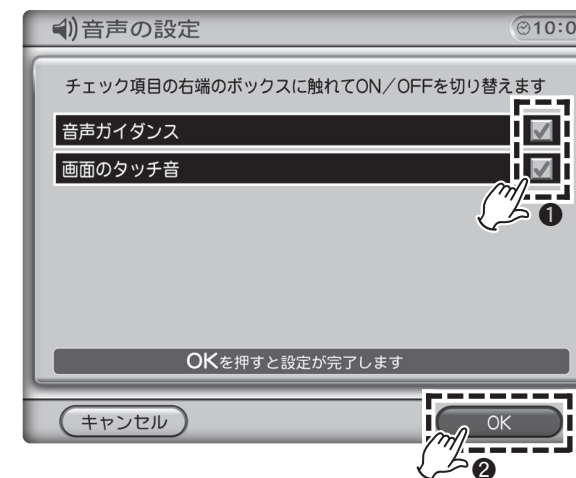 音声の設定
10:0
チェック項目の右端のボックスに触れてON／OFFを切り替えます
音声ガイダンス
画面のタッチ音
❶
OKを押すと設定が完了します
キャンセル
OK
❷